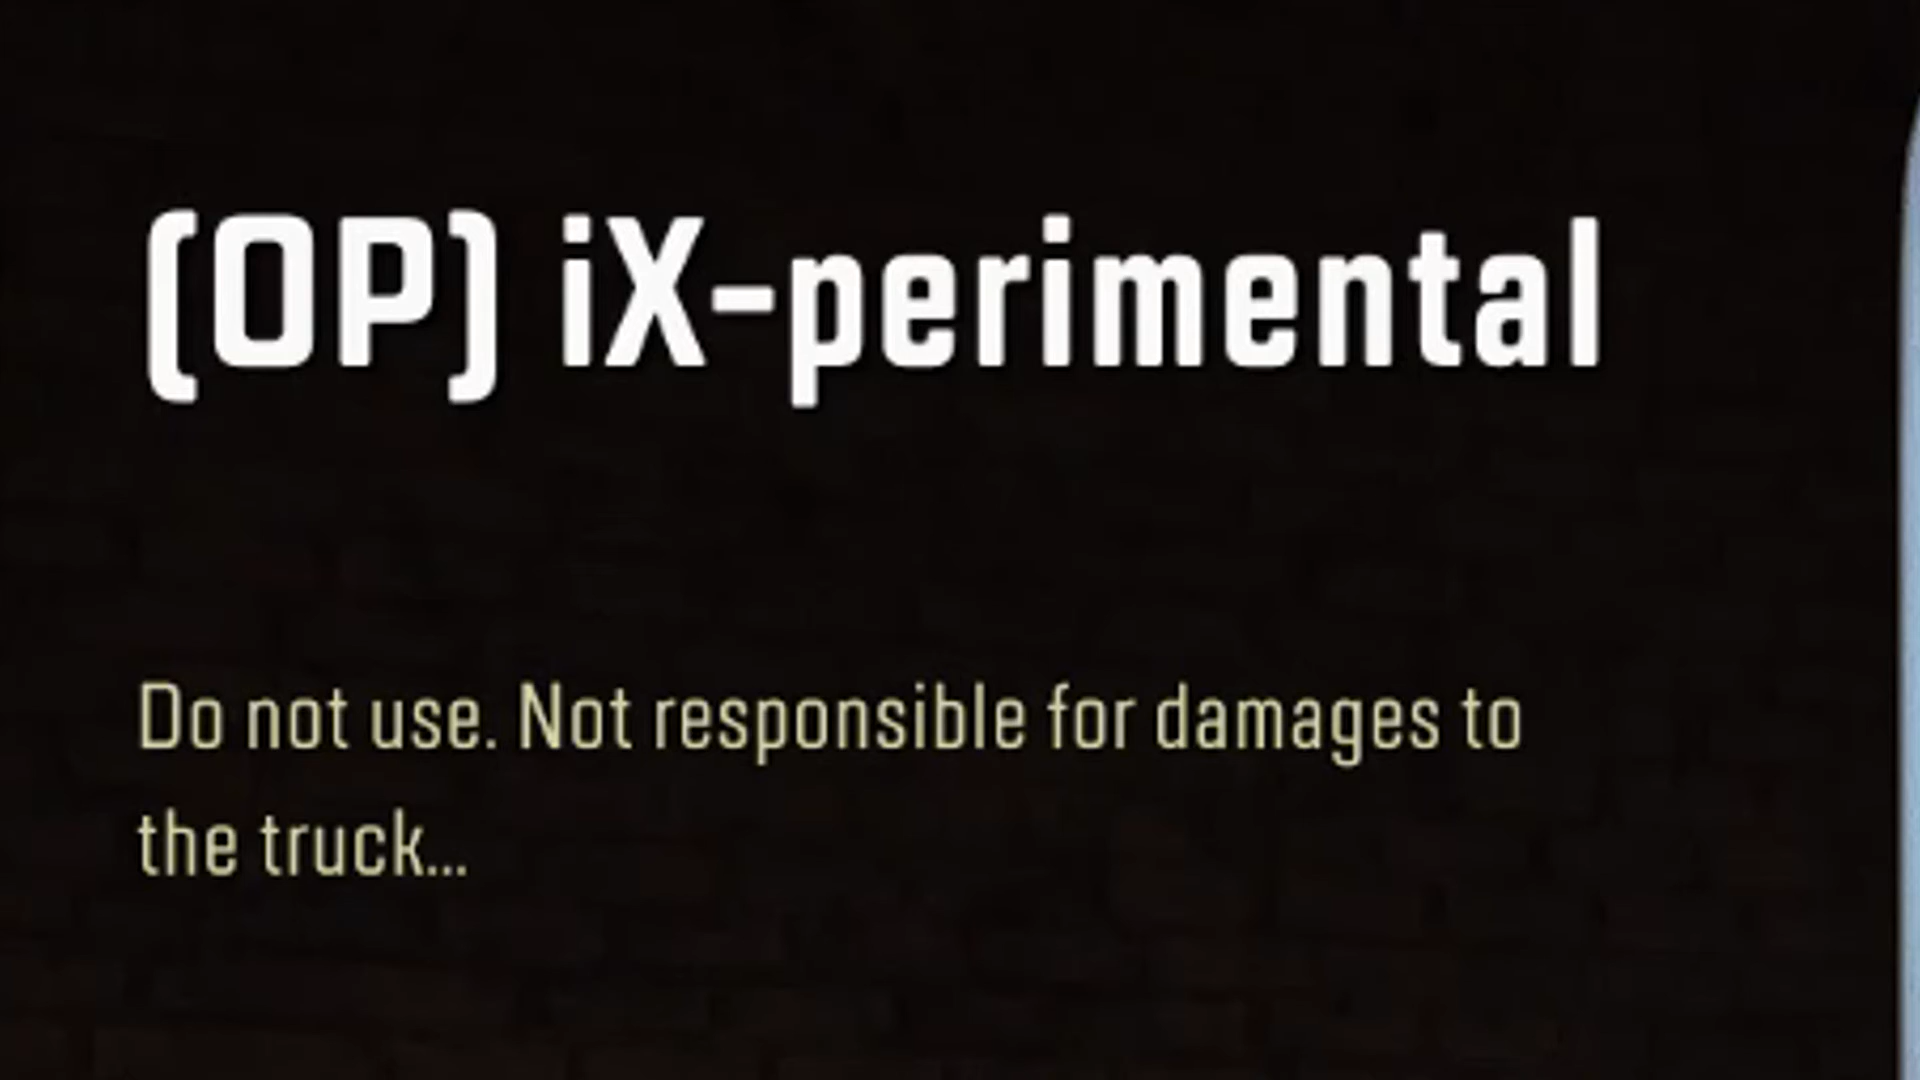 (OP) iX-perimental
Do not use. Not responsible for damages to
the truck...